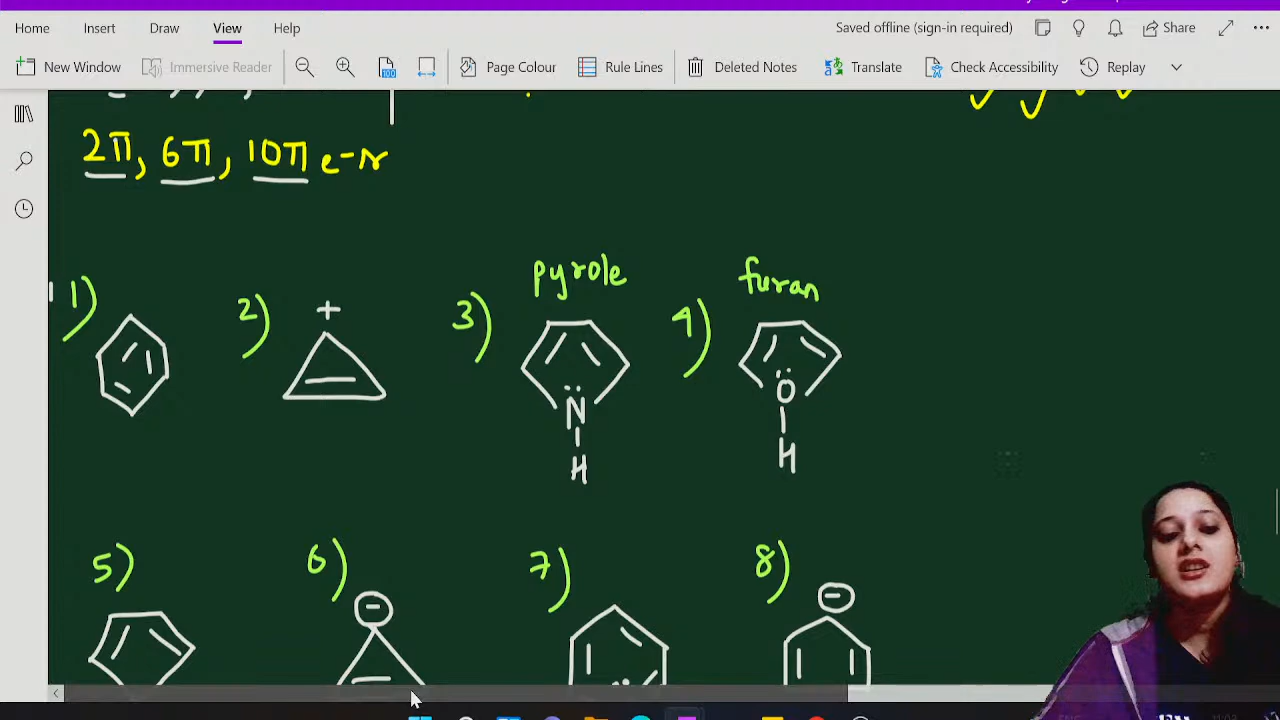 Home Insert Draw View Help
Saved offline (sign-in required) Share
New Window Immersive Reader 100 Page Colour Rule Lines Deleted Notes Translate Check Accessibility Replay
2π, 6π, 10π e-n
1) 2) 3) pyrole 4) furan
+
N
H
O
H
5) 6) 7) 8)
- -